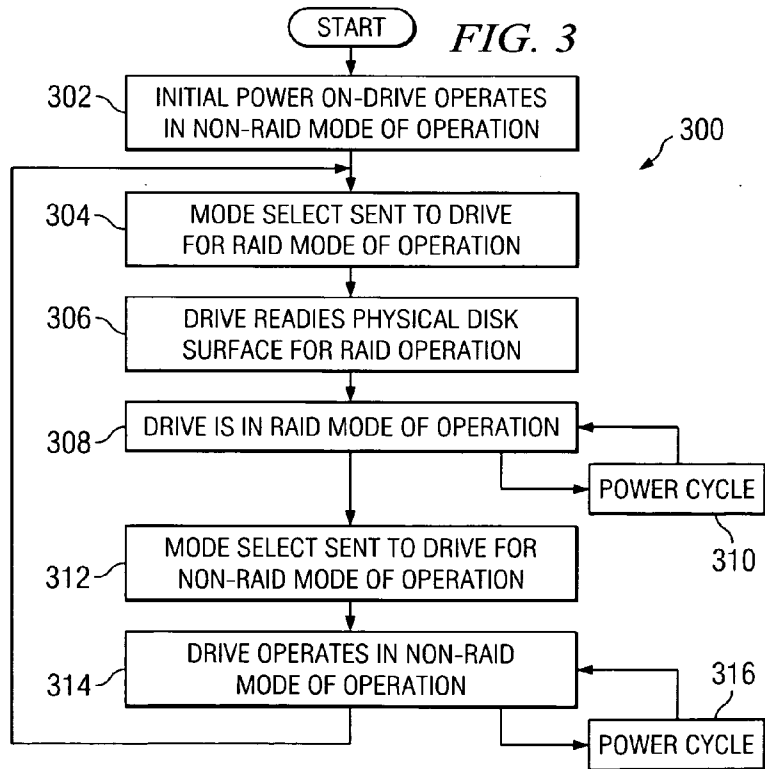 START
FIG. 3
302
INITIAL POWER ON-DRIVE OPERATES
IN NON-RAID MODE OF OPERATION
300
304
MODE SELECT SENT TO DRIVE
FOR RAID MODE OF OPERATION
306
DRIVE READIES PHYSICAL DISK
SURFACE FOR RAID OPERATION
308
DRIVE IS IN RAID MODE OF OPERATION
POWER CYCLE
310
312
MODE SELECT SENT TO DRIVE FOR
NON-RAID MODE OF OPERATION
314
DRIVE OPERATES IN NON-RAID
MODE OF OPERATION
316
POWER CYCLE